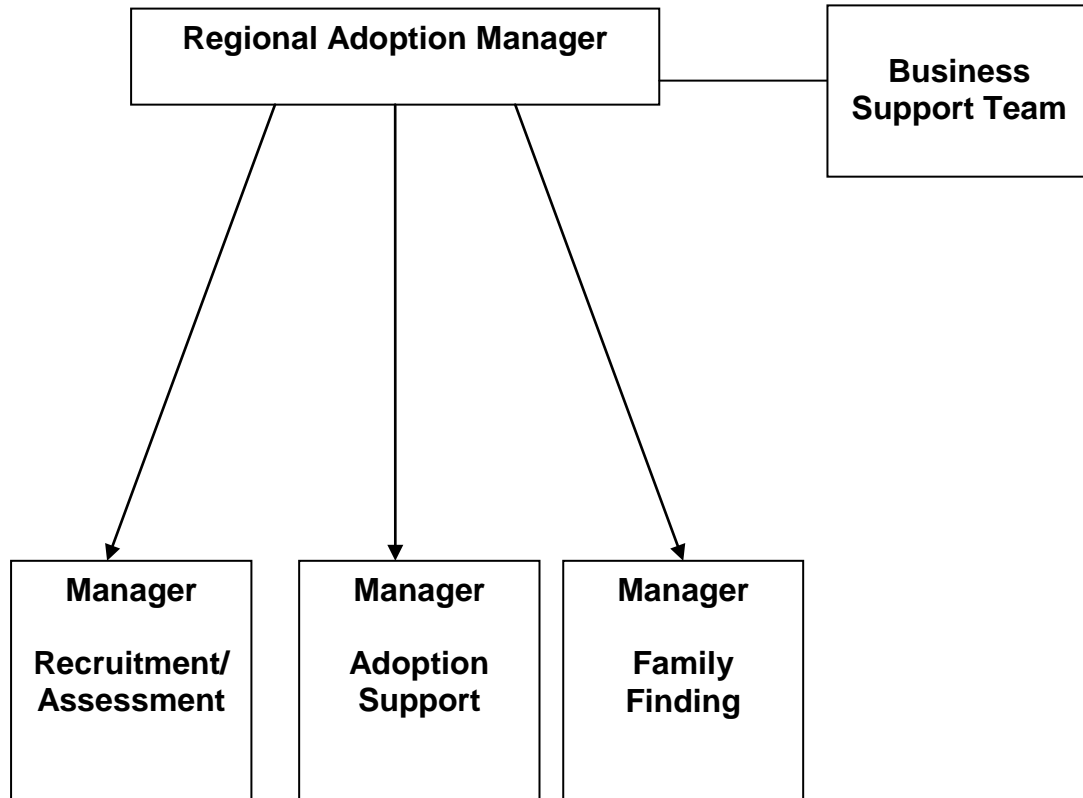 Regional Adoption Manager
Business
Support Team
Manager
Recruitment/
Assessment
Manager
Adoption
Support
Manager
Family
Finding